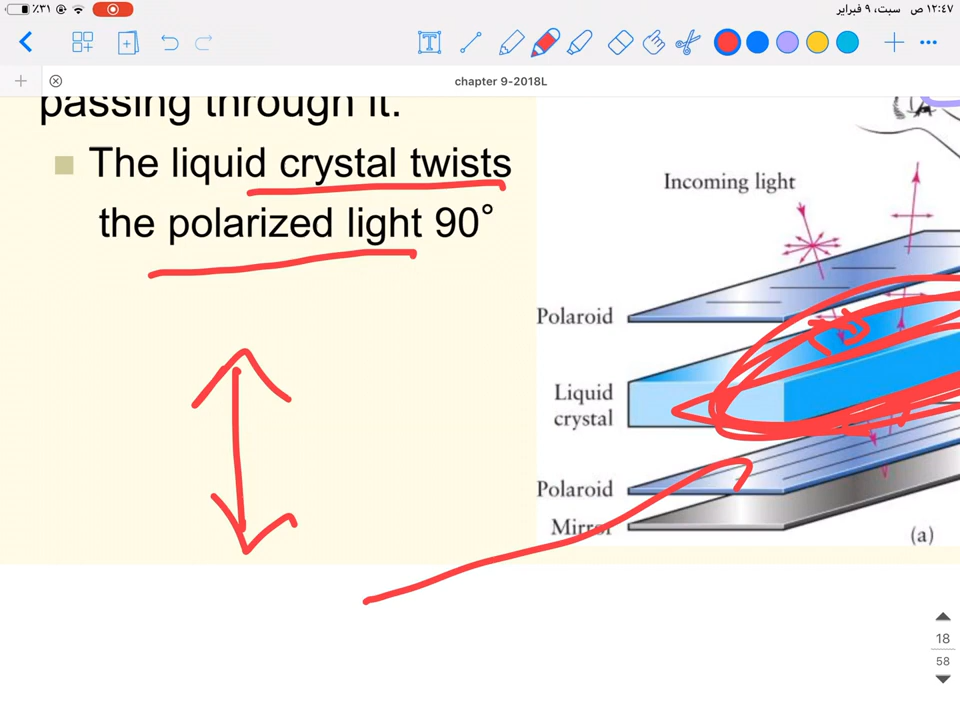 ٪٣١ ١٢:٤٧ ص سبت، ٩ فبراير
chapter 9-2018L
passing through it.
The liquid crystal twists
the polarized light 90°
Incoming light
Polaroid
Liquid
crystal
Polaroid
Mirror
(a)
18
58